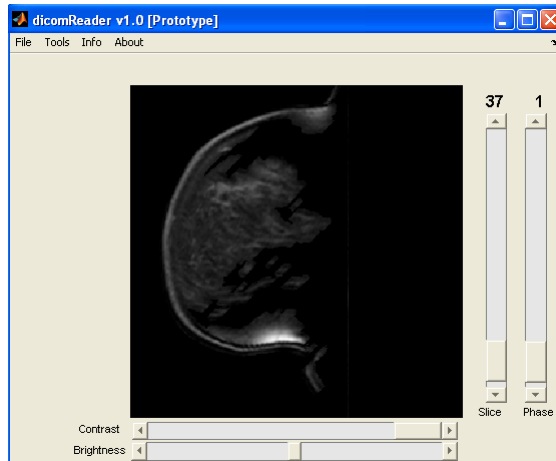 dicomReader v1.0 [Prototype]
File Tools Info About
37 1
Slice Phase
Contrast
Brightness